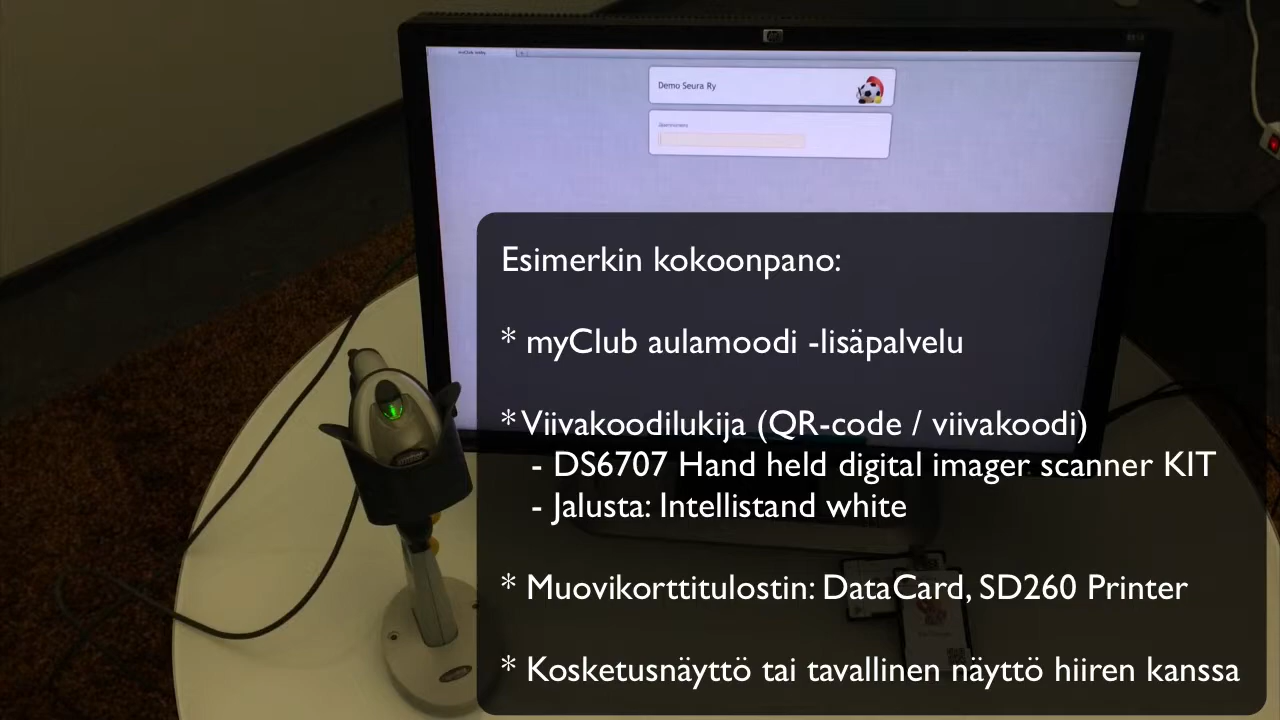 myClub
Demo Seura Ry
Esimerkin kokoonpano:
* myClub aulamoodi -lisäpalvelu
* Viivakoodilukija (QR-code / viivakoodi)
- DS6707 Hand held digital imager scanner KIT
- Jalusta: Intellistand white
* Muovikorttitulostin: DataCard, SD260 Printer
* Kosketusnäyttö tai tavallinen näyttö hiiren kanssa